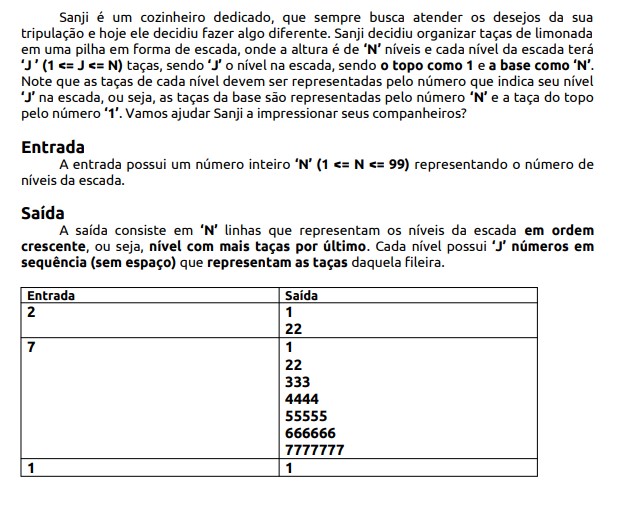 Sanji é um cozinheiro dedicado, que sempre busca atender os desejos da sua
tripulação e hoje ele decidiu fazer algo diferente. Sanji decidiu organizar taças de limonada
em uma pilha em forma de escada, onde a altura é de ‘N’ níveis e cada nível da escada terá
‘J’ (1 <= J <= N) taças, sendo ‘J’ o nível na escada, sendo o topo como 1 e a base como ‘N’.
Note que as taças de cada nível devem ser representadas pelo número que indica seu nível
‘J’ na escada, ou seja, as taças da base são representadas pelo número ‘N’ e a taça do topo
pelo número ‘1’. Vamos ajudar Sanji a impressionar seus companheiros?
Entrada
A entrada possui um número inteiro ‘N’ (1 <= N <= 99) representando o número de
níveis da escada.
Saída
A saída consiste em ‘N’ linhas que representam os níveis da escada em ordem
crescente, ou seja, nível com mais taças por último. Cada nível possui ‘J’ números em
sequência (sem espaço) que representam as taças daquela fileira.
Entrada Saída
2 1
22
7 1
22
333
4444
55555
666666
7777777
1 1